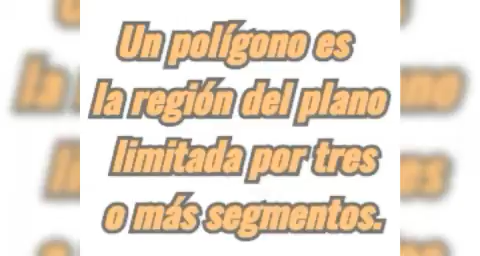 Un polígono es
la región del plano
limitada por tres
o más segmentos.